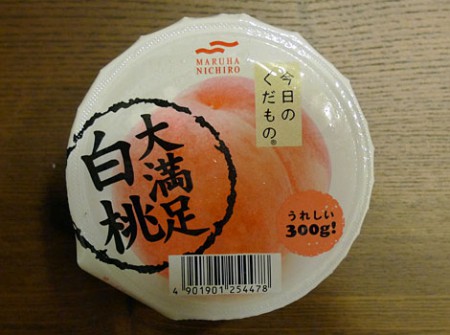 MARUHA
NICHIRO
今日の
くだもの®
大満足
白桃
うれしい
300g!
4 901901 254478